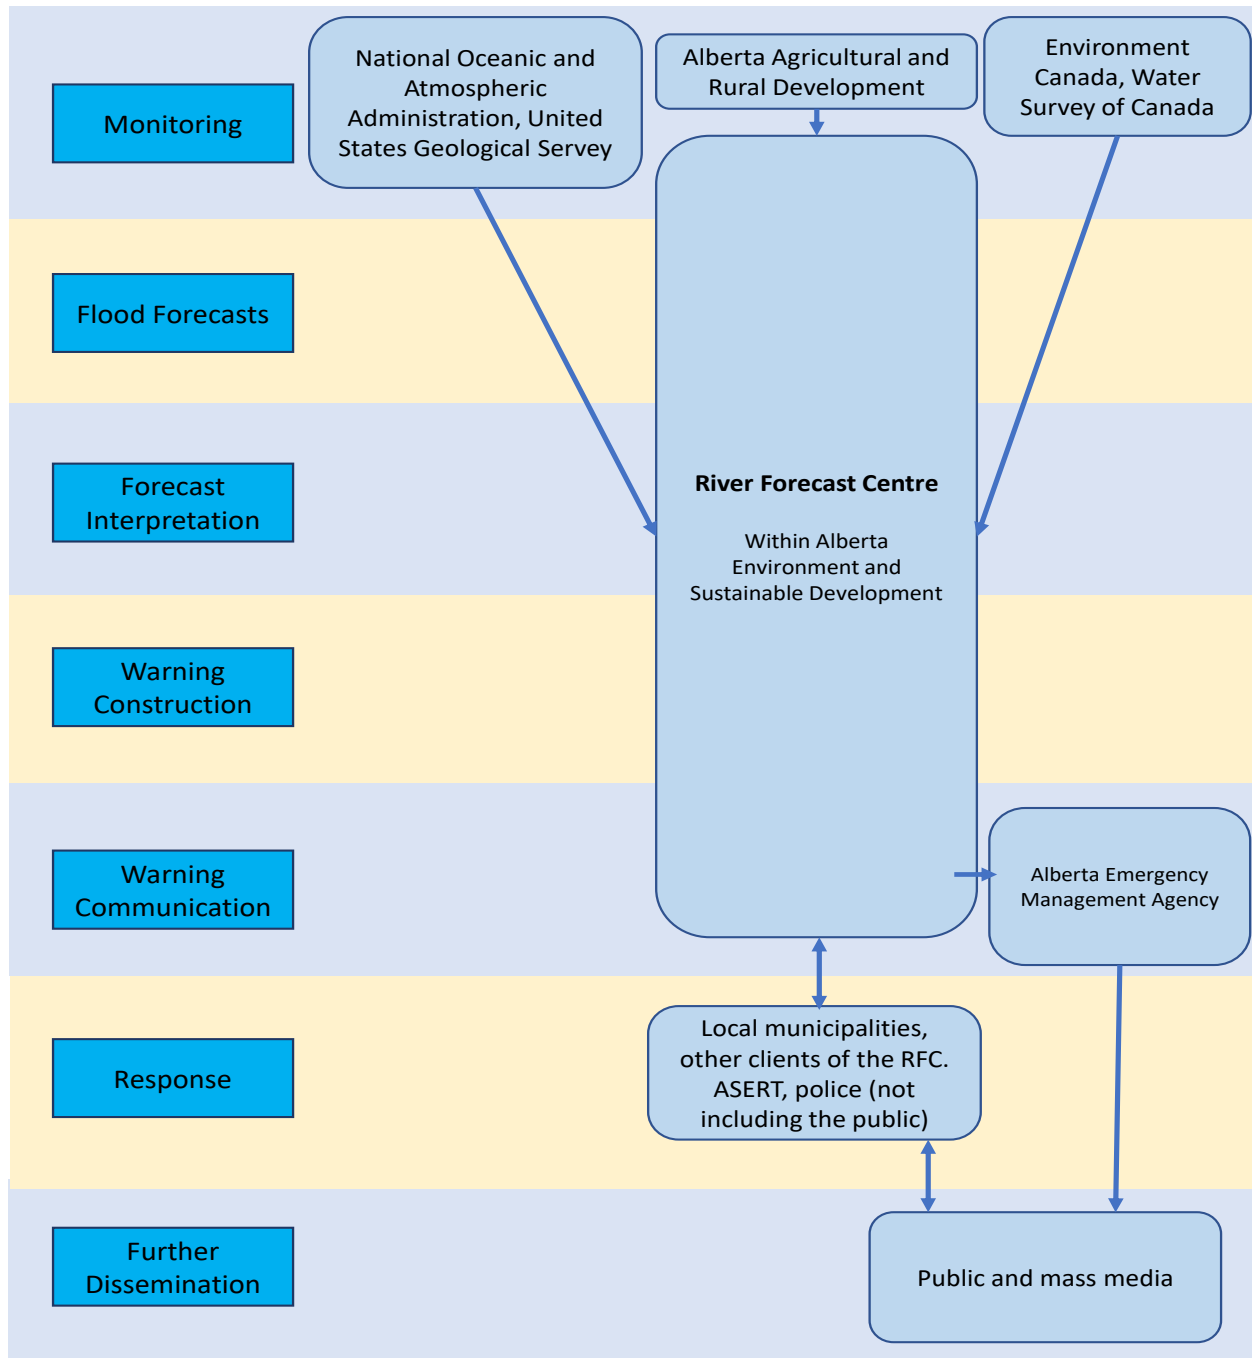 National Oceanic and
Atmospheric
Administration, United
States Geological Servey
Alberta Agricultural and
Rural Development
Environment
Canada, Water
Survey of Canada
Monitoring
Flood Forecasts
Forecast
Interpretation
River Forecast Centre
Within Alberta
Environment and
Sustainable Development
Warning
Construction
Warning
Communication
Alberta Emergency
Management Agency
Response
Local municipalities,
other clients of the RFC.
ASERT, police (not
including the public)
Further
Dissemination
Public and mass media